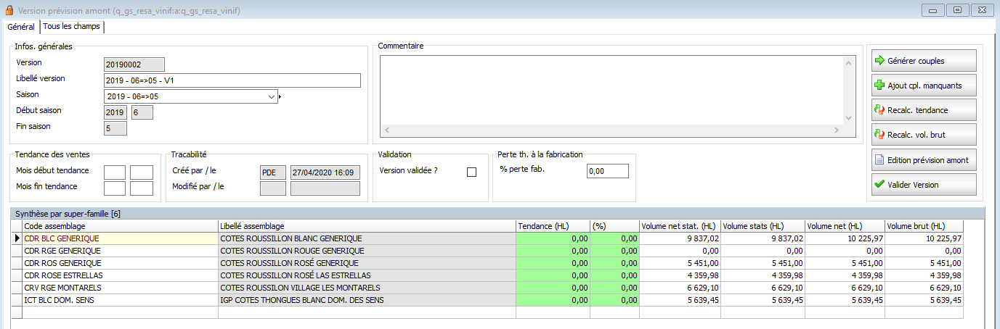 Version prévision amont (q_gs_resa_vinif:a:q_gs_resa_vinif)
Général Tous les champs
Infos. générales
Version 20190002
Libellé version 2019 - 06=>05 - V1
Saison 2019 - 06=>05
Début saison 2019 6
Fin saison 5
Commentaire
Générer couples
Ajout cpl. manquants
Recalc. tendance
Recalc. vol. brut
Edition prévision amont
Valider Version
Tendance des ventes
Mois début tendance
Mois fin tendance
Tracabilité
Créé par / le PDE 27/04/2020 16:09
Modifié par / le
Validation
Version validée ?
Perte th. à la fabrication
% perte fab. 0,00
Synthèse par super-famille [6]
Code assemblage Libellé assemblage Tendance (HL) (%) Volume net stat. (HL) Volume stats (HL) Volume net (HL) Volume brut (HL)
CDR BLC GENERIQUE COTES ROUSSILLON BLANC GENERIQUE 0,00 0,00 9 837,02 9 837,02 10 225,97 10 225,97
CDR RGE GENERIQUE COTES ROUSSILLON ROUGE GENERIQUE 0,00 0,00 0,00 0,00 0,00 0,00
CDR ROS GENERIQUE COTES ROUSSILLON ROSÉ GENERIQUE 0,00 0,00 5 451,00 5 451,00 5 451,00 5 451,00
CDR ROSE ESTRELLAS COTES ROUSSILLON ROSÉ LAS ESTRELLAS 0,00 0,00 4 359,98 4 359,98 4 359,98 4 359,98
CRV RGE MONTARELS COTES ROUSSILON VILLAGE LES MONTARELS 0,00 0,00 6 629,10 6 629,10 6 629,10 6 629,10
ICT BLC DOM. SENS IGP COTES THONGUES BLANC DOM. DES SENS 0,00 0,00 5 639,45 5 639,45 5 639,45 5 639,45